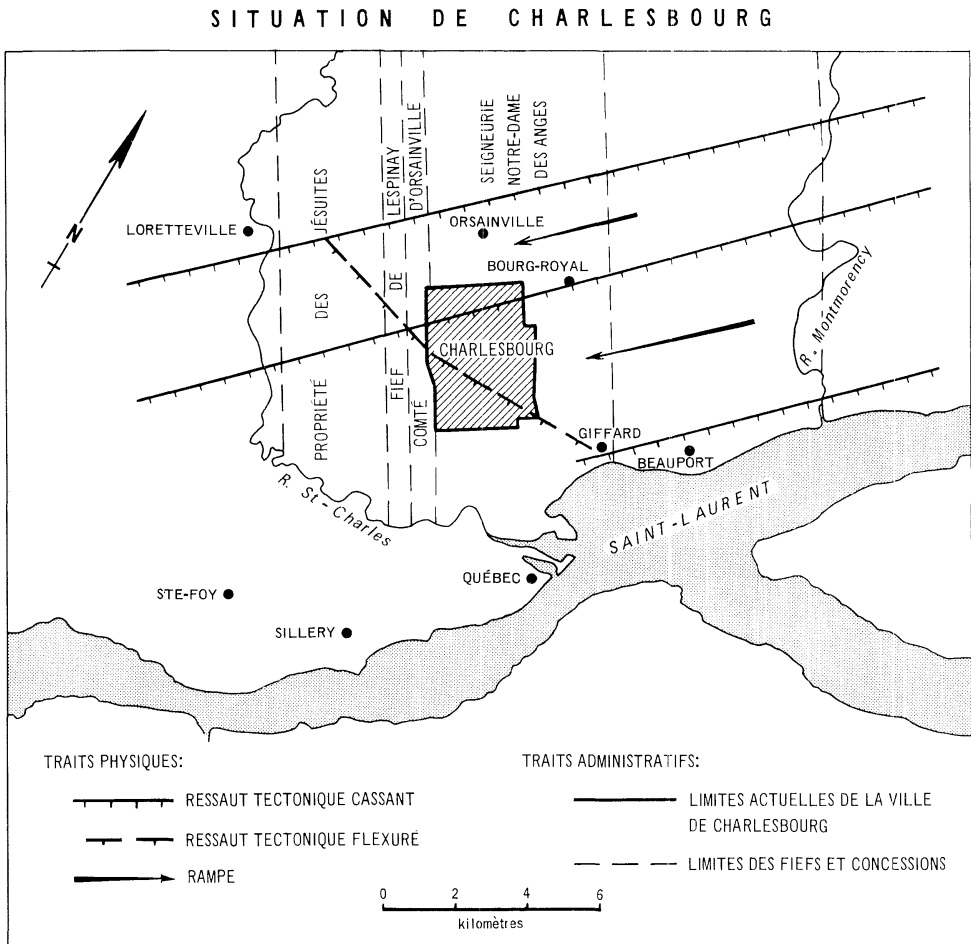 SITUATION DE CHARLESBOURG
N
LORETTEVILLE
PROPRIÉTÉ DES JÉSUITES
FIEF DE LESPINAY
COMTÉ D'ORSAINVILLE
SEIGNEURIE
NOTRE-DAME
DES ANGES
ORSAINVILLE
BOURG-ROYAL
R. Montmorency
CHARLESBOURG
GIFFARD
BEAUPORT
R. St-Charles
SAINT-LAURENT
QUÉBEC
STE-FOY
SILLERY
TRAITS PHYSIQUES:
RESSAUT TECTONIQUE CASSANT
RESSAUT TECTONIQUE FLEXURÉ
RAMPE
TRAITS ADMINISTRATIFS:
LIMITES ACTUELLES DE LA VILLE
DE CHARLESBOURG
LIMITES DES FIEFS ET CONCESSIONS
0 2 4 6
kilomètres